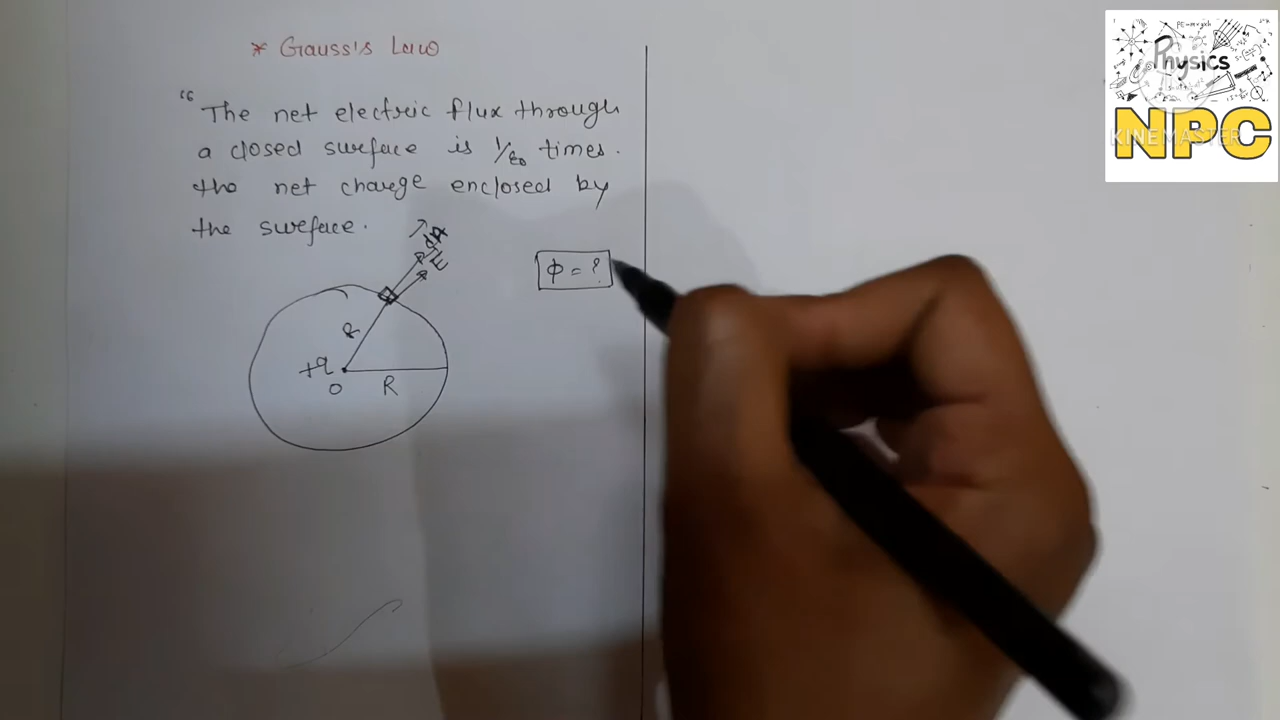 * Gauss's Law
“ The net electric flux through
a closed surface is 1/ε₀ times.
the net charge enclosed by
the surface.
dA
E
φ = ?
R
+q
O
R
Physics
NPC
KINEMASTER